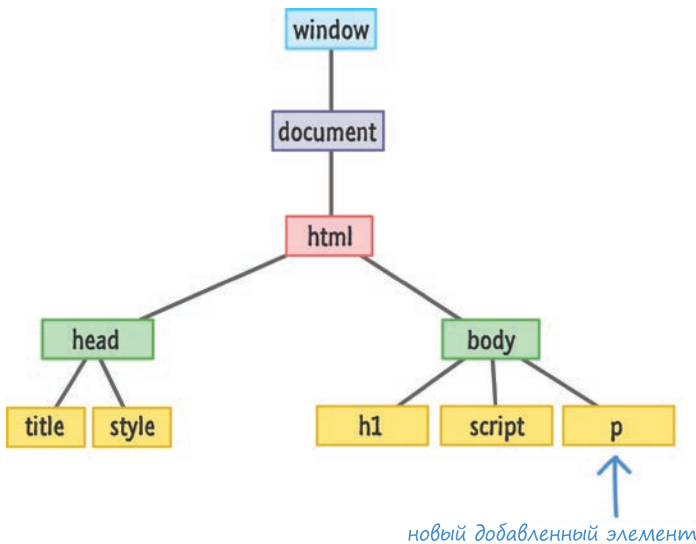 window
document
html
head
body
title
style
h1
script
p
новый добавленный элемент